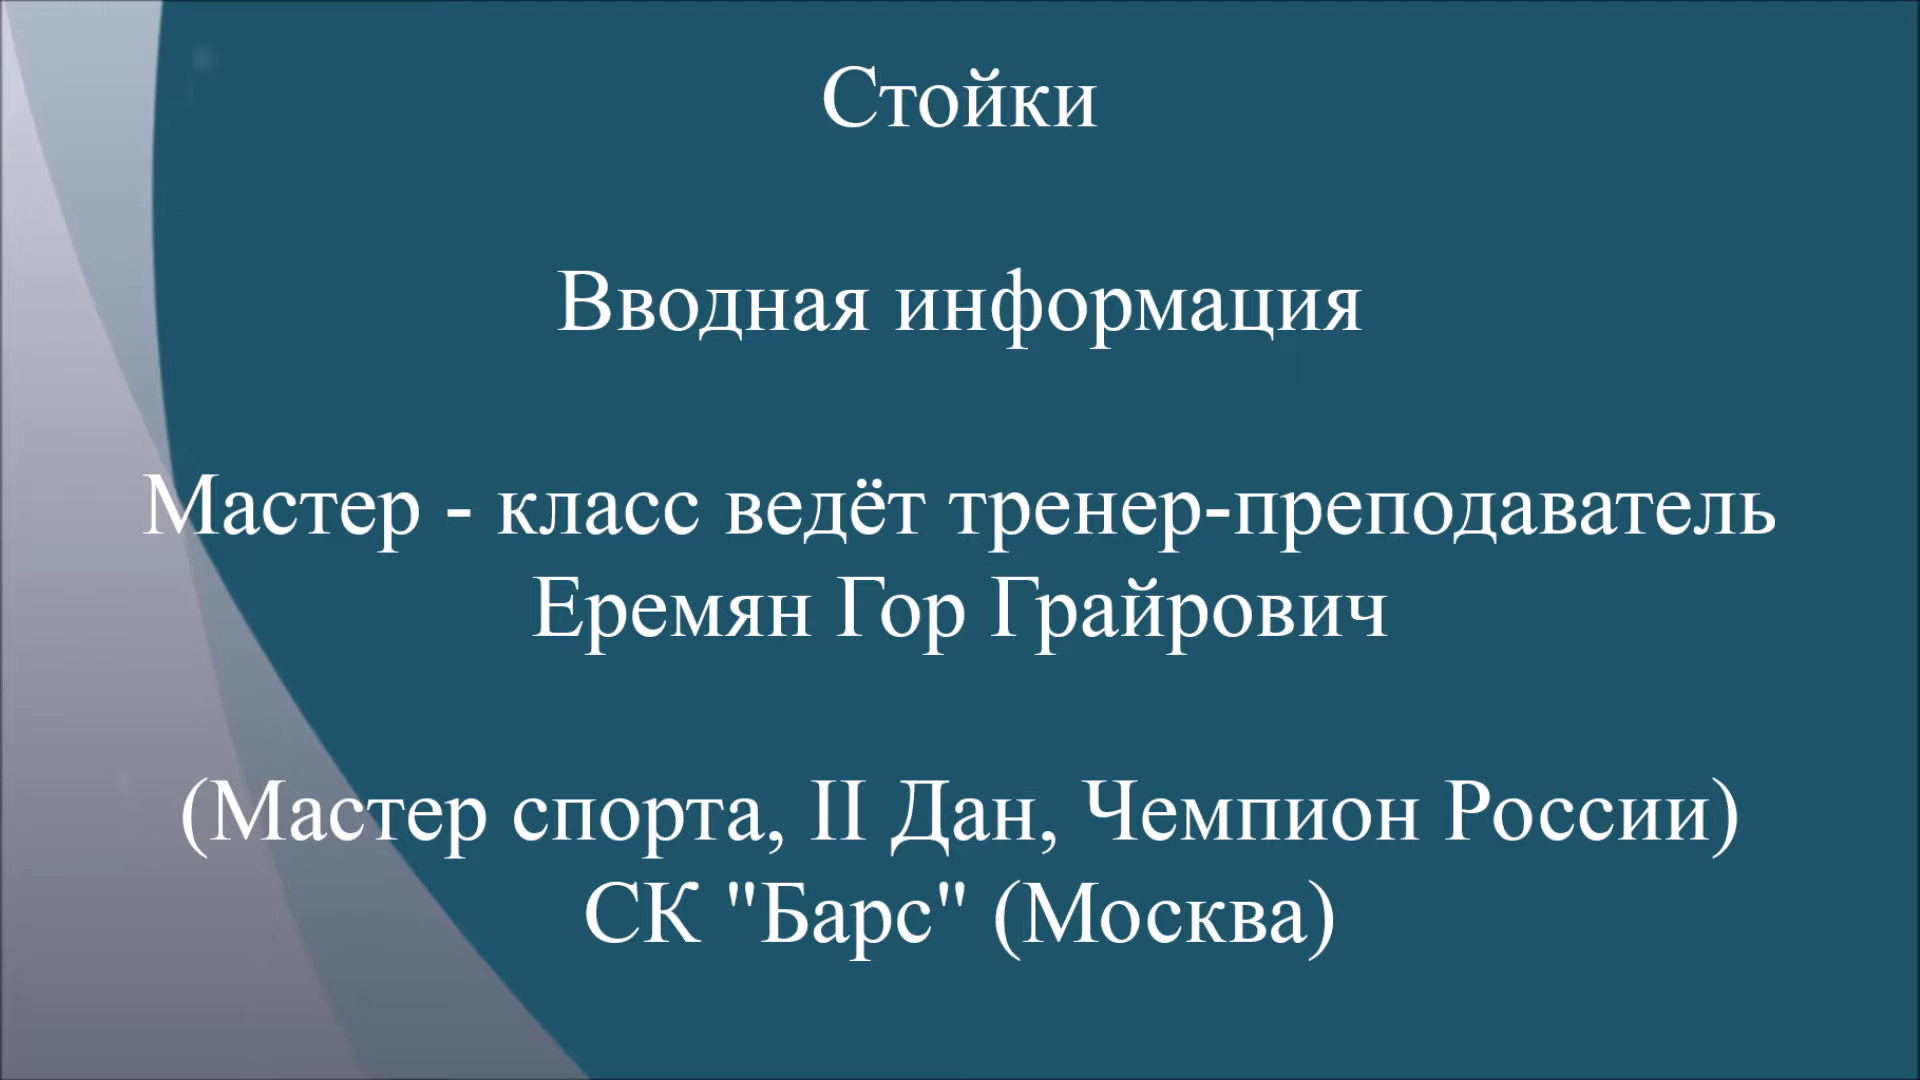 Стойки
Вводная информация
Мастер - класс ведёт тренер-преподаватель
Еремян Гор Грайрович
(Мастер спорта, II Дан, Чемпион России)
СК "Барс" (Москва)